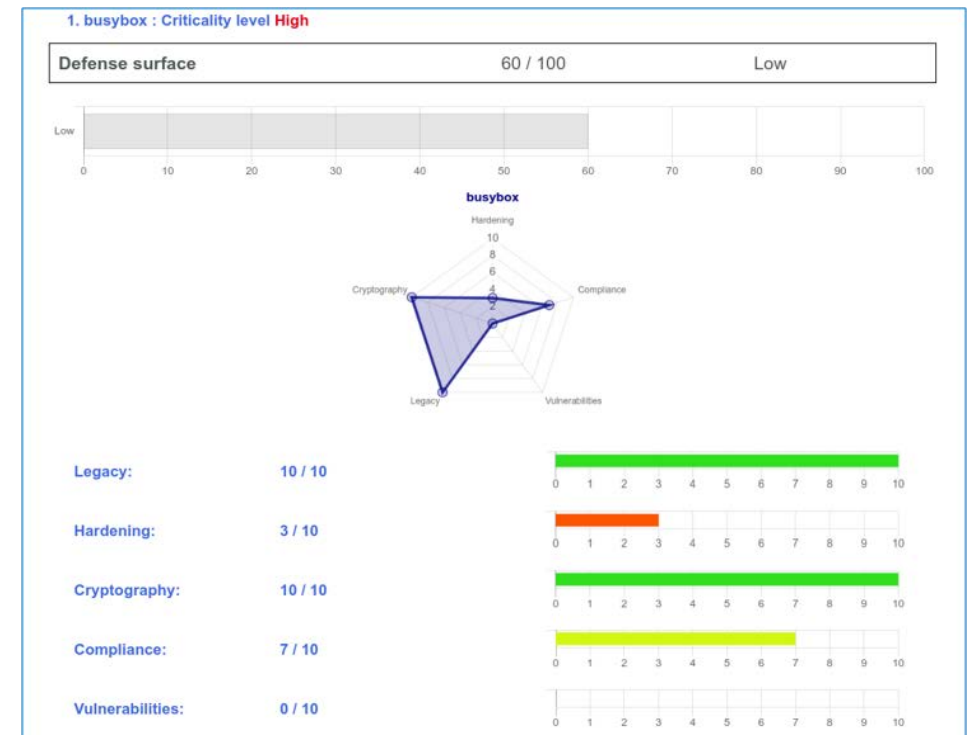 1. busybox : Criticality level High
Defense surface 60 / 100 Low
Low
0 10 20 30 40 50 60 70 80 90 100
busybox
Hardening
10
8
6
4
2
Cryptography Compliance
Legacy Vulnerabilities
Legacy: 10 / 10
0 1 2 3 4 5 6 7 8 9 10
Hardening: 3 / 10
0 1 2 3 4 5 6 7 8 9 10
Cryptography: 10 / 10
0 1 2 3 4 5 6 7 8 9 10
Compliance: 7 / 10
0 1 2 3 4 5 6 7 8 9 10
Vulnerabilities: 0 / 10
0 1 2 3 4 5 6 7 8 9 10